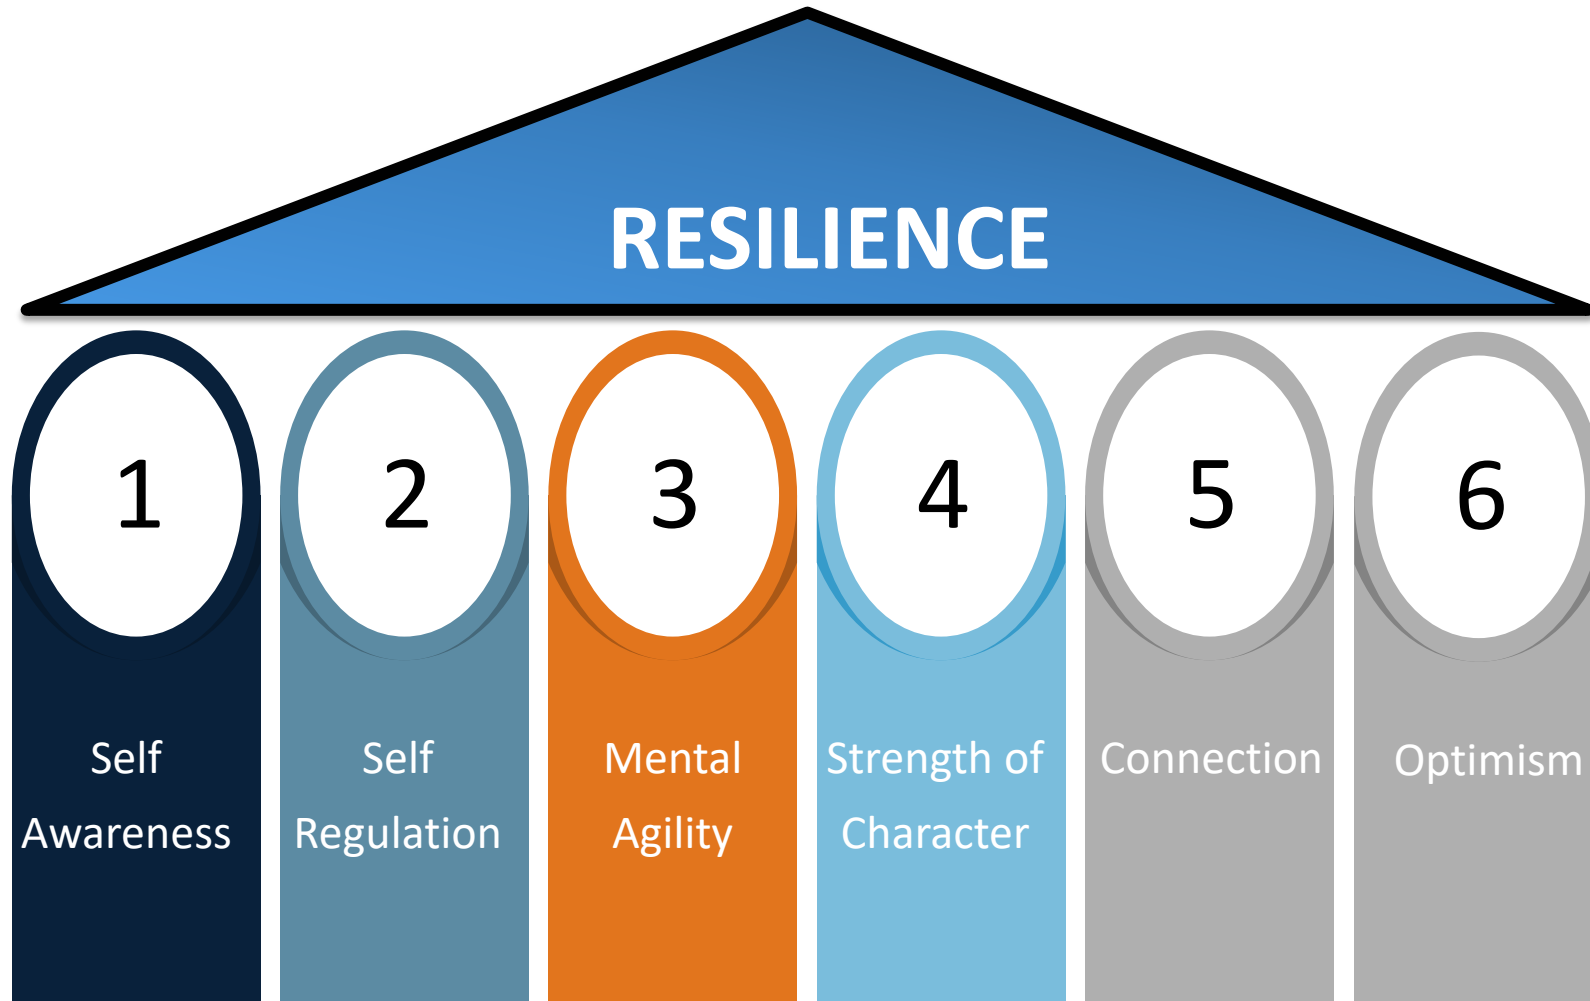 RESILIENCE
1
2
3
4
5
6
Self
Awareness
Self
Regulation
Mental
Agility
Strength of
Character
Connection
Optimism